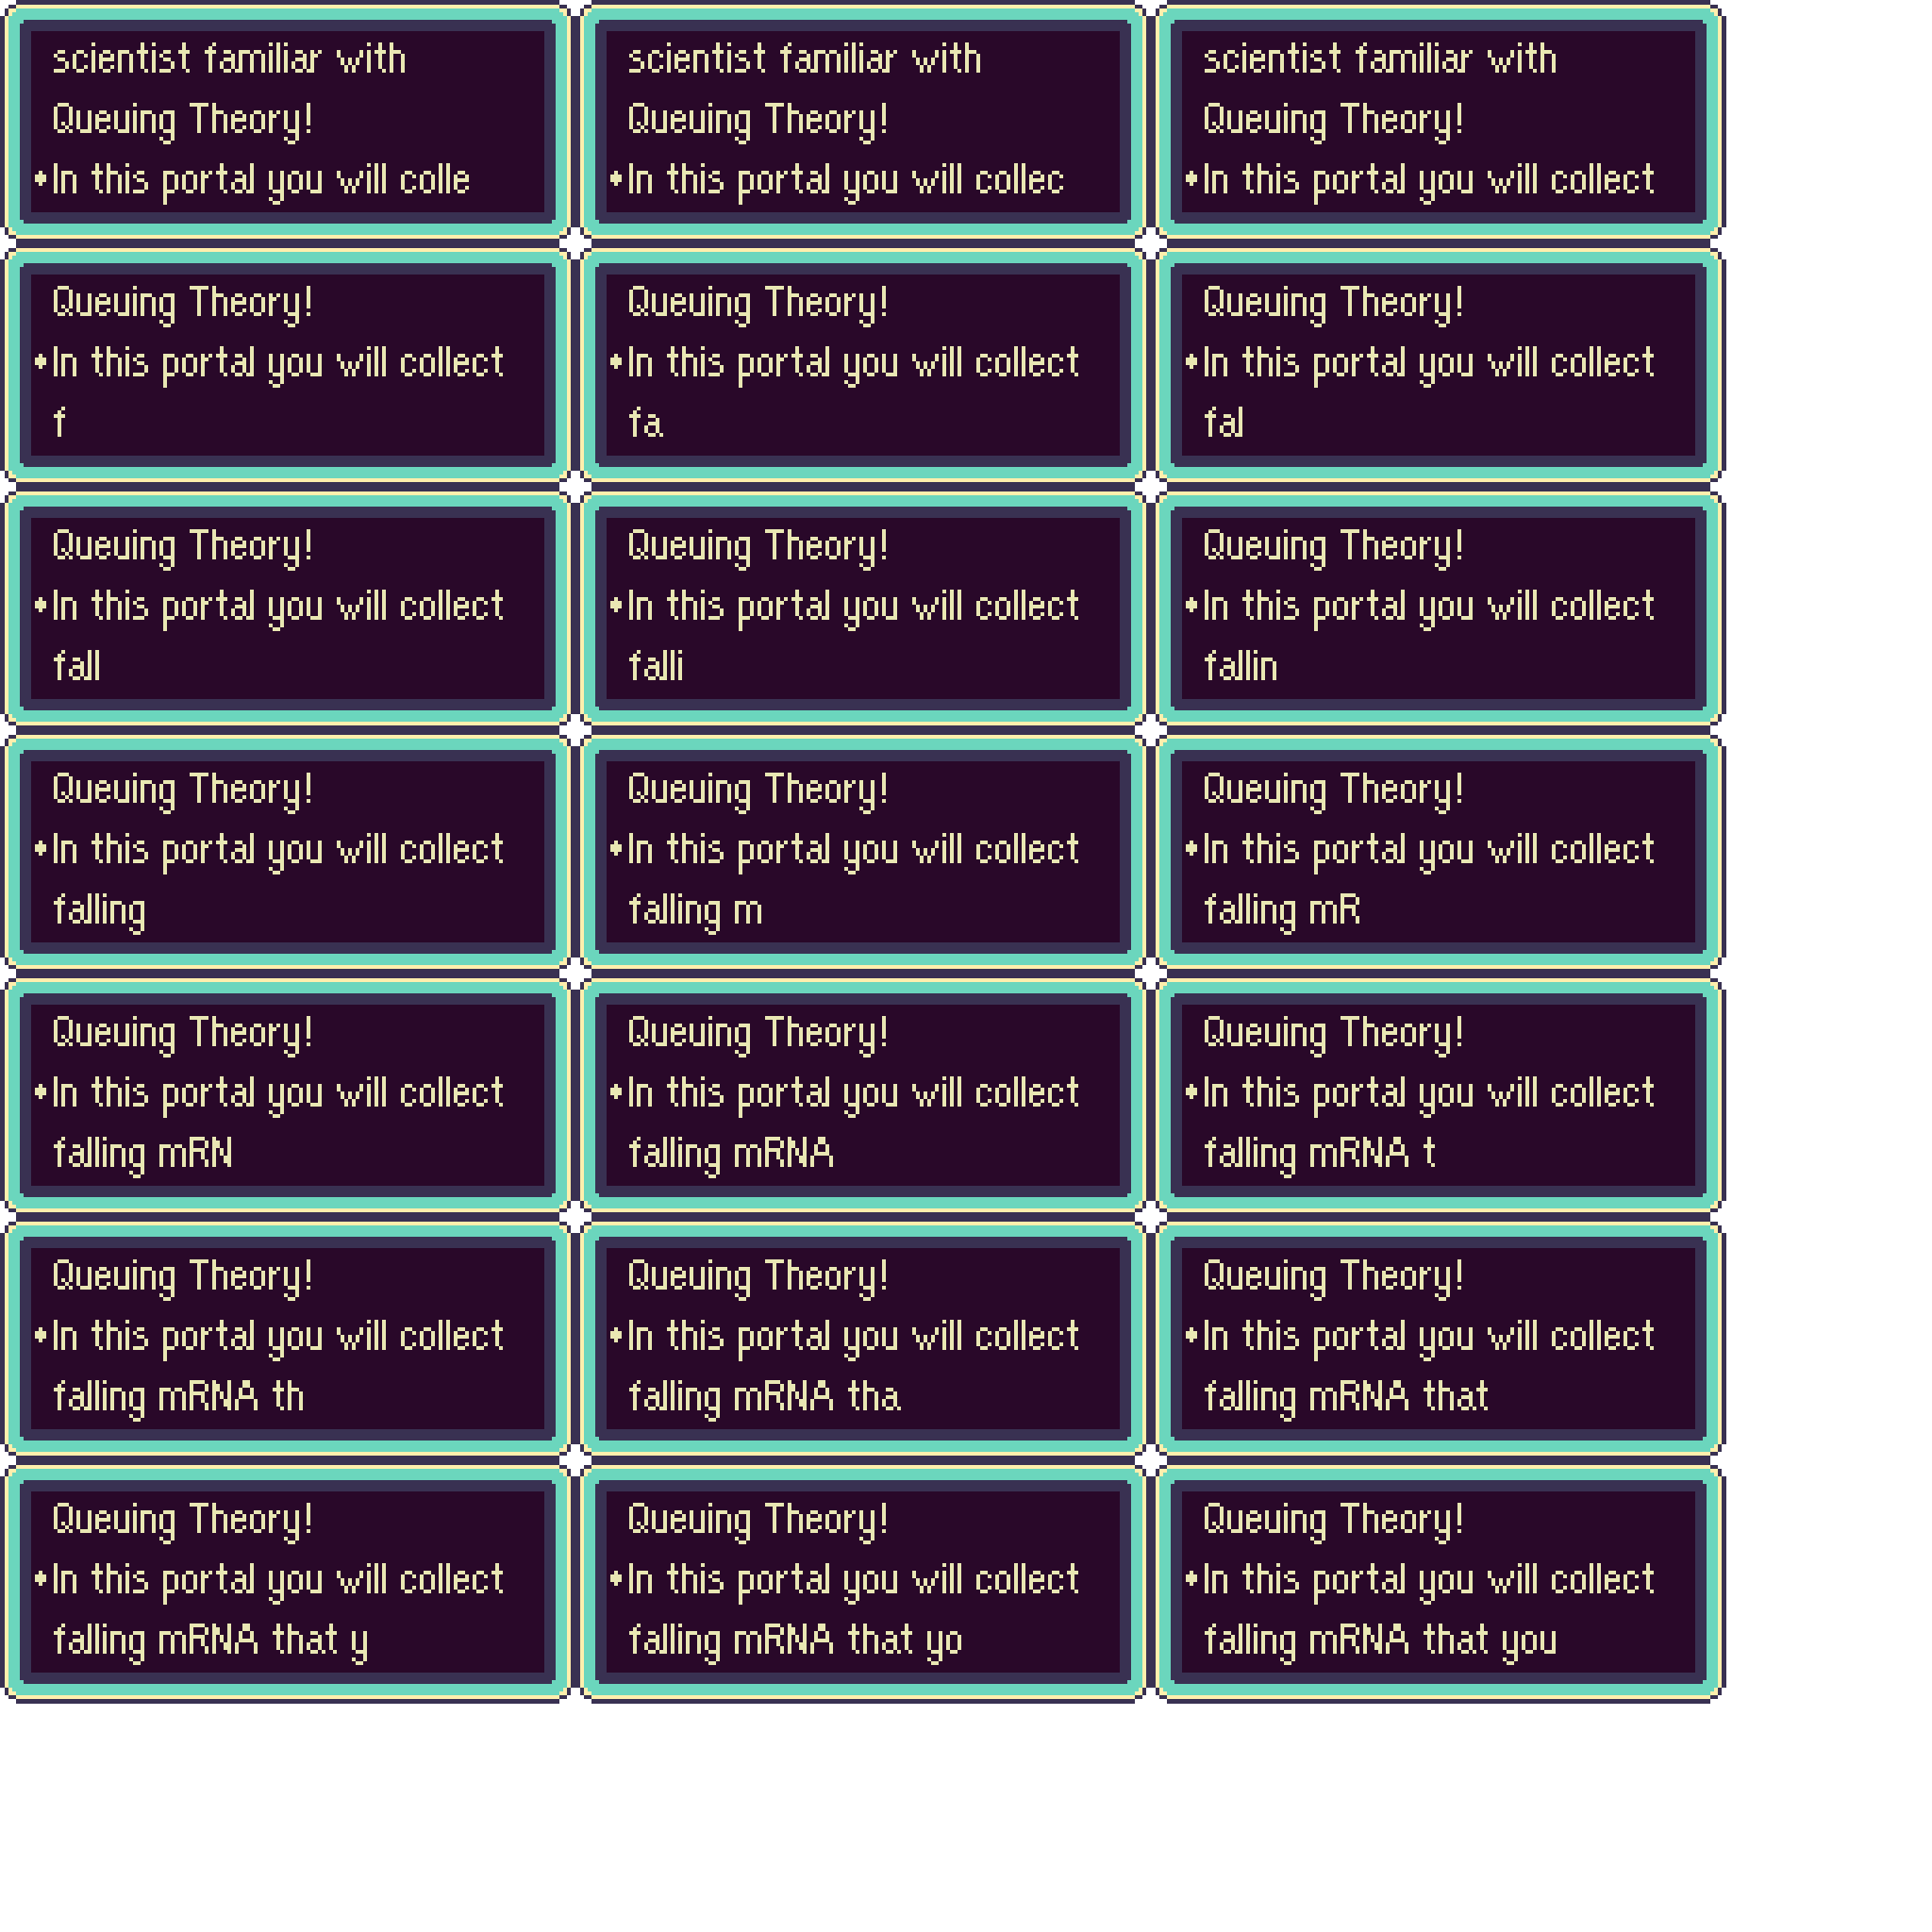 scientist familiar with
Queuing Theory!
In this portal you will colle
scientist familiar with
Queuing Theory!
In this portal you will collec
scientist familiar with
Queuing Theory!
In this portal you will collect
Queuing Theory!
In this portal you will collect
f
Queuing Theory!
In this portal you will collect
fa
Queuing Theory!
In this portal you will collect
fal
Queuing Theory!
In this portal you will collect
fall
Queuing Theory!
In this portal you will collect
falli
Queuing Theory!
In this portal you will collect
fallin
Queuing Theory!
In this portal you will collect
falling
Queuing Theory!
In this portal you will collect
falling m
Queuing Theory!
In this portal you will collect
falling mR
Queuing Theory!
In this portal you will collect
falling mRN
Queuing Theory!
In this portal you will collect
falling mRNA
Queuing Theory!
In this portal you will collect
falling mRNA t
Queuing Theory!
In this portal you will collect
falling mRNA th
Queuing Theory!
In this portal you will collect
falling mRNA tha
Queuing Theory!
In this portal you will collect
falling mRNA that
Queuing Theory!
In this portal you will collect
falling mRNA that y
Queuing Theory!
In this portal you will collect
falling mRNA that yo
Queuing Theory!
In this portal you will collect
falling mRNA that you